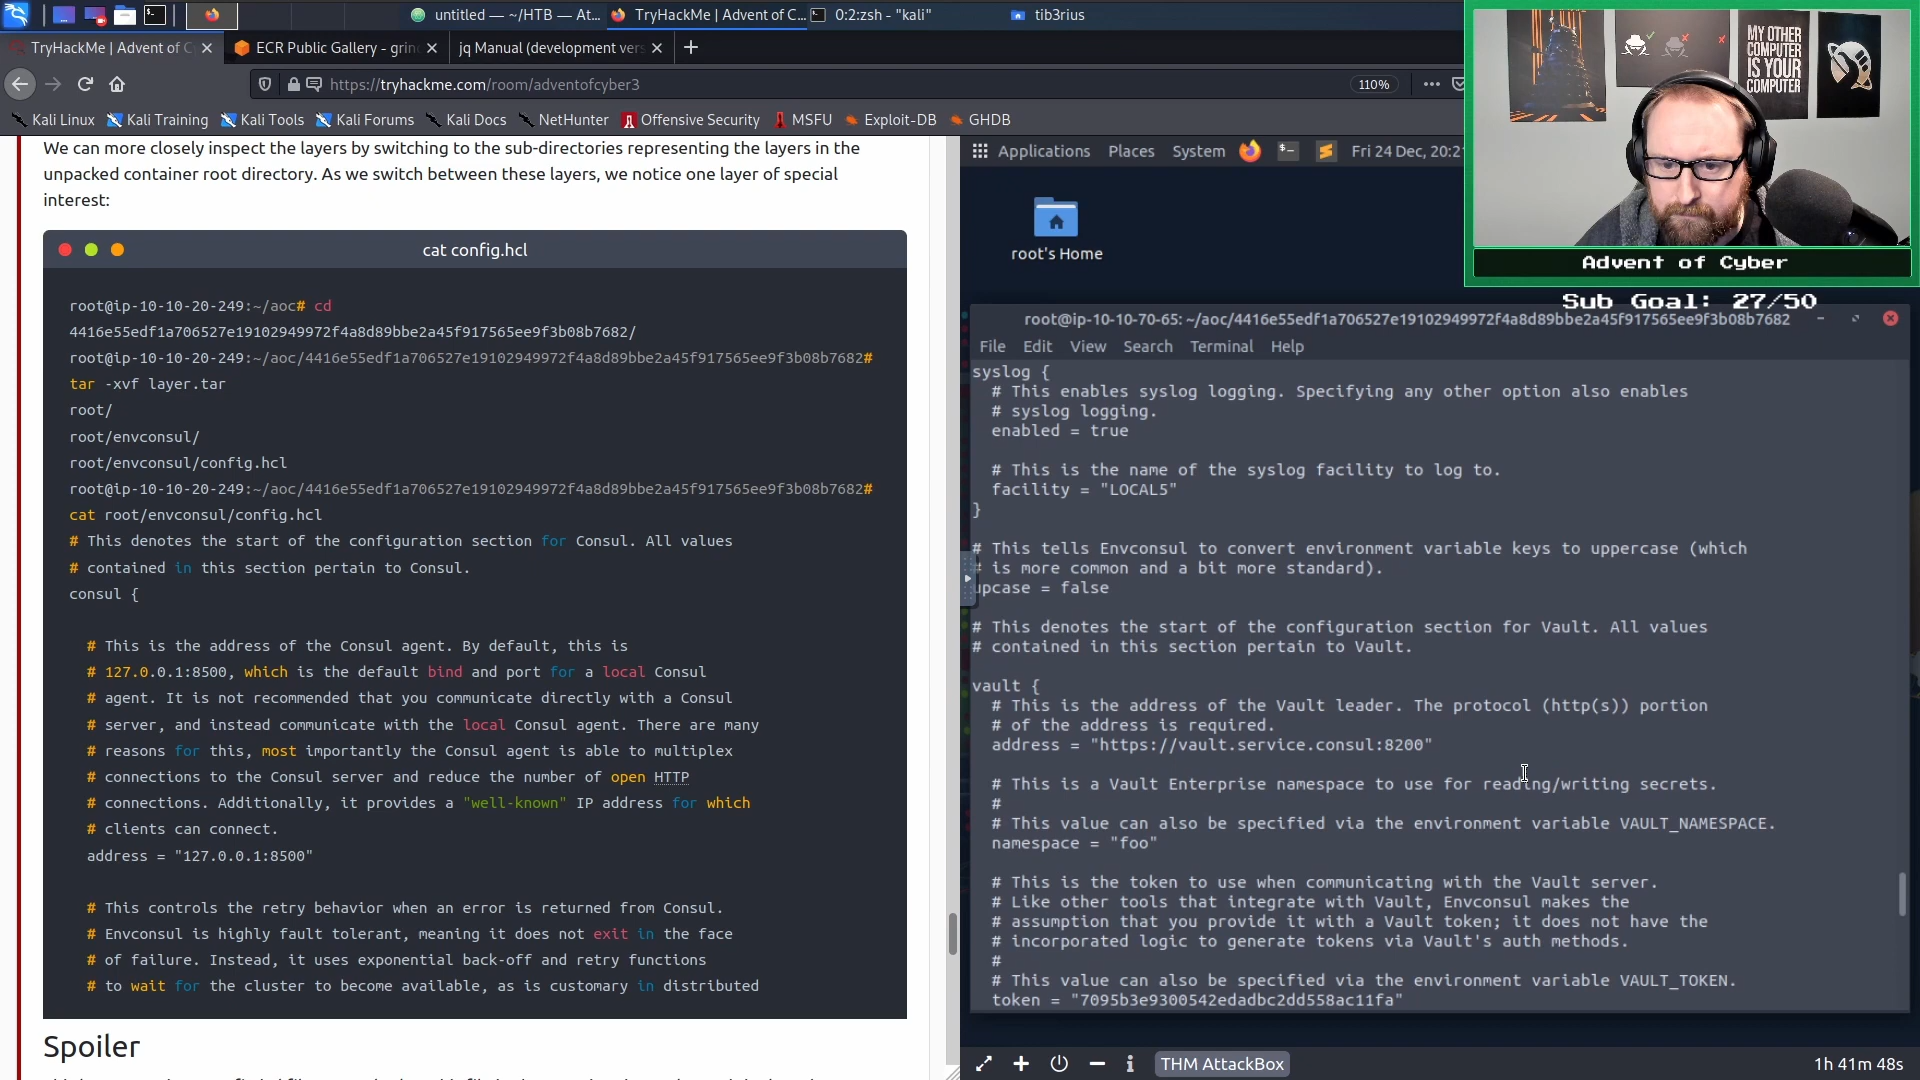 untitled — ~/HTB — At...
TryHackMe | Advent of C...
0:2:zsh - "kali"
tib3rius
TryHackMe | Advent of C
ECR Public Gallery - grin
jq Manual (development vers
https://tryhackme.com/room/adventofcyber3
110%
Kali Linux
Kali Training
Kali Tools
Kali Forums
Kali Docs
NetHunter
Offensive Security
MSFU
Exploit-DB
GHDB
MY OTHER
COMPUTER
IS YOUR
COMPUTER
Advent of Cyber
Sub Goal: 27/50
We can more closely inspect the layers by switching to the sub-directories representing the layers in the
unpacked container root directory. As we switch between these layers, we notice one layer of special
interest:
cat config.hcl
root@ip-10-10-20-249:~/aoc# cd
4416e55edf1a706527e19102949972f4a8d89bbe2a45f917565ee9f3b08b7682/
root@ip-10-10-20-249:~/aoc/4416e55edf1a706527e19102949972f4a8d89bbe2a45f917565ee9f3b08b7682#
tar -xvf layer.tar
root/
root/envconsul/
root/envconsul/config.hcl
root@ip-10-10-20-249:~/aoc/4416e55edf1a706527e19102949972f4a8d89bbe2a45f917565ee9f3b08b7682#
cat root/envconsul/config.hcl
# This denotes the start of the configuration section for Consul. All values
# contained in this section pertain to Consul.
consul {
# This is the address of the Consul agent. By default, this is
# 127.0.0.1:8500, which is the default bind and port for a local Consul
# agent. It is not recommended that you communicate directly with a Consul
# server, and instead communicate with the local Consul agent. There are many
# reasons for this, most importantly the Consul agent is able to multiplex
# connections to the Consul server and reduce the number of open HTTP
# connections. Additionally, it provides a "well-known" IP address for which
# clients can connect.
address = "127.0.0.1:8500"
# This controls the retry behavior when an error is returned from Consul.
# Envconsul is highly fault tolerant, meaning it does not exit in the face
# of failure. Instead, it uses exponential back-off and retry functions
# to wait for the cluster to become available, as is customary in distributed
Spoiler
Applications
Places
System
Fri 24 Dec, 20:21
root's Home
root@ip-10-10-70-65: ~/aoc/4416e55edf1a706527e19102949972f4a8d89bbe2a45f917565ee9f3b08b7682
File Edit View Search Terminal Help
syslog {
# This enables syslog logging. Specifying any other option also enables
# syslog logging.
enabled = true
# This is the name of the syslog facility to log to.
facility = "LOCAL5"
}
# This tells Envconsul to convert environment variable keys to uppercase (which
# is more common and a bit more standard).
upcase = false
# This denotes the start of the configuration section for Vault. All values
# contained in this section pertain to Vault.
vault {
# This is the address of the Vault leader. The protocol (http(s)) portion
# of the address is required.
address = "https://vault.service.consul:8200"
# This is a Vault Enterprise namespace to use for reading/writing secrets.
#
# This value can also be specified via the environment variable VAULT_NAMESPACE.
namespace = "foo"
# This is the token to use when communicating with the Vault server.
# Like other tools that integrate with Vault, Envconsul makes the
# assumption that you provide it with a Vault token; it does not have the
# incorporated logic to generate tokens via Vault's auth methods.
#
# This value can also be specified via the environment variable VAULT_TOKEN.
token = "7095b3e9300542edadbc2dd558ac11fa"
THM AttackBox
1h 41m 48s